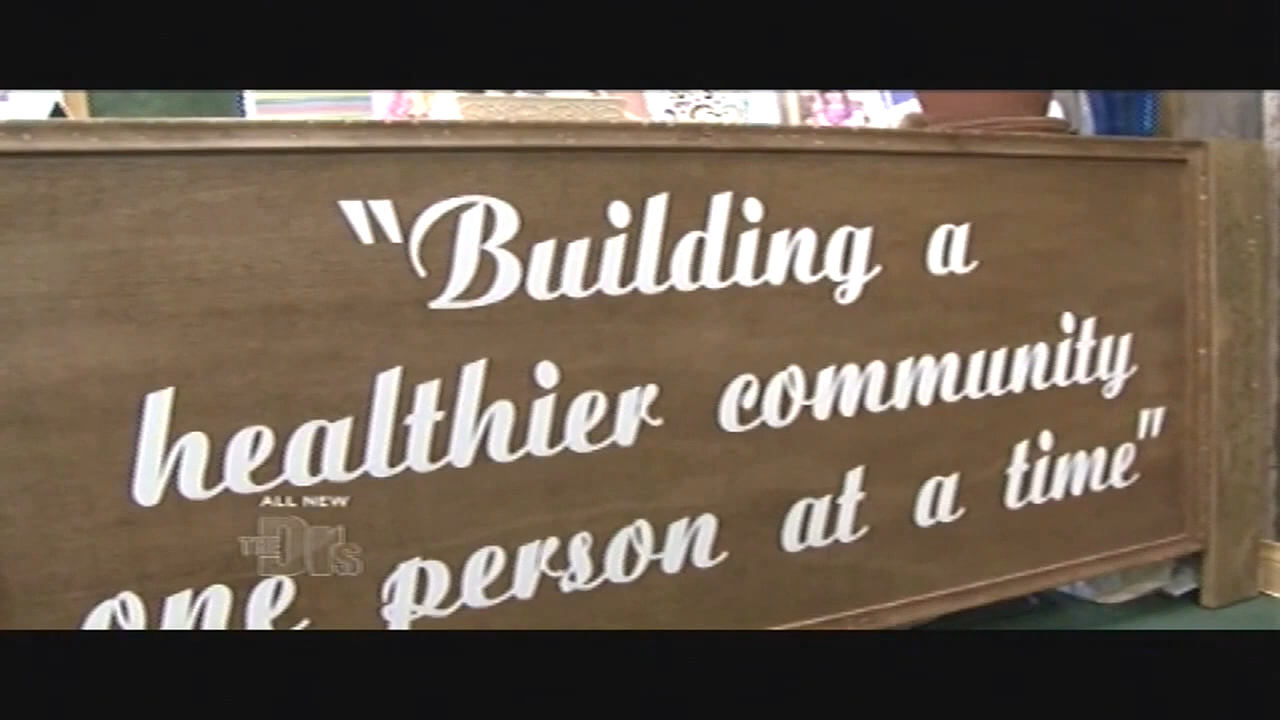 "Building a
healthier community
one person at a time"
ALL NEW
THE
DRS